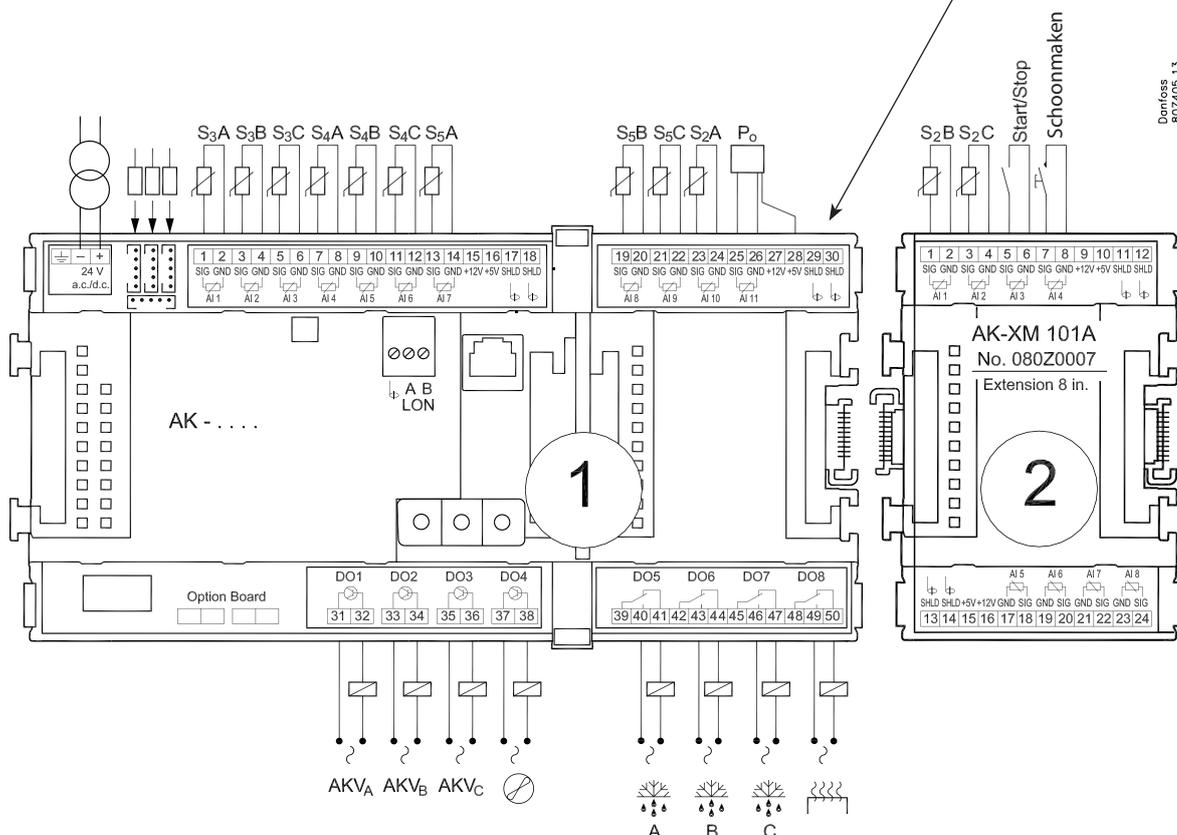 Schoonmaken
Start/Stop
Danfoss
80Z405_13
S3A S3B S3C S4A S4B S4C S5A
S5B S5C S2A Po
S2B S2C
– +
24 V
a.c./d.c.
1 2 3 4 5 6 7 8 9 10 11 12 13 14 15 16 17 18
SIG GND SIG GND SIG GND SIG GND SIG GND SIG GND SIG GND +12V +5V SHLD SHLD
AI 1 AI 2 AI 3 AI 4 AI 5 AI 6 AI 7
19 20 21 22 23 24 25 26 27 28 29 30
SIG GND SIG GND SIG GND SIG GND +12V +5V SHLD SHLD
AI 8 AI 9 AI 10 AI 11
1 2 3 4 5 6 7 8 9 10 11 12
SIG GND SIG GND SIG GND SIG GND +12V +5V SHLD SHLD
AI 1 AI 2 AI 3 AI 4
A B
LON
AK - . . . .
1
AK-XM 101A
No. 080Z0007
Extension 8 in.
2
Option Board
DO1 DO2 DO3 DO4
31 32 33 34 35 36 37 38
DO5 DO6 DO7 DO8
39 40 41 42 43 44 45 46 47 48 49 50
AI 5 AI 6 AI 7 AI 8
SHLD SHLD +5V +12V GND SIG GND SIG GND SIG GND SIG
13 14 15 16 17 18 19 20 21 22 23 24
AKVA AKVB AKVC
A B C